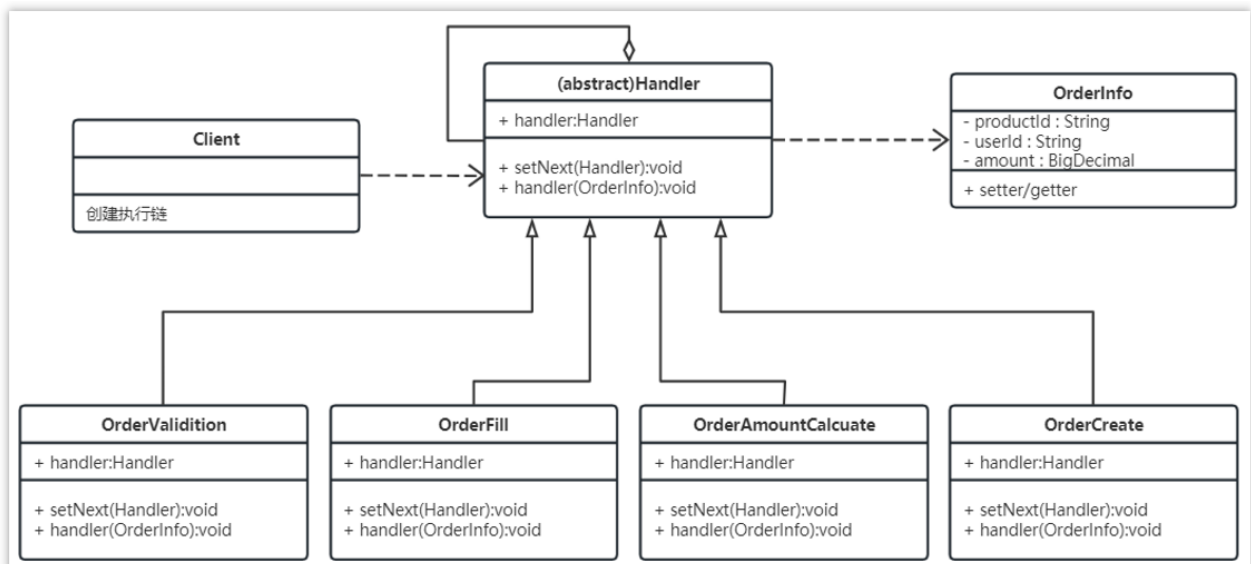 (abstract)Handler
+ handler:Handler
+ setNext(Handler):void
+ handler(OrderInfo):void
OrderInfo
- productId : String
- userId : String
- amount : BigDecimal
+ setter/getter
Client
创建执行链
OrderValidition
+ handler:Handler
+ setNext(Handler):void
+ handler(OrderInfo):void
OrderFill
+ handler:Handler
+ setNext(Handler):void
+ handler(OrderInfo):void
OrderAmountCalcuate
+ handler:Handler
+ setNext(Handler):void
+ handler(OrderInfo):void
OrderCreate
+ handler:Handler
+ setNext(Handler):void
+ handler(OrderInfo):void